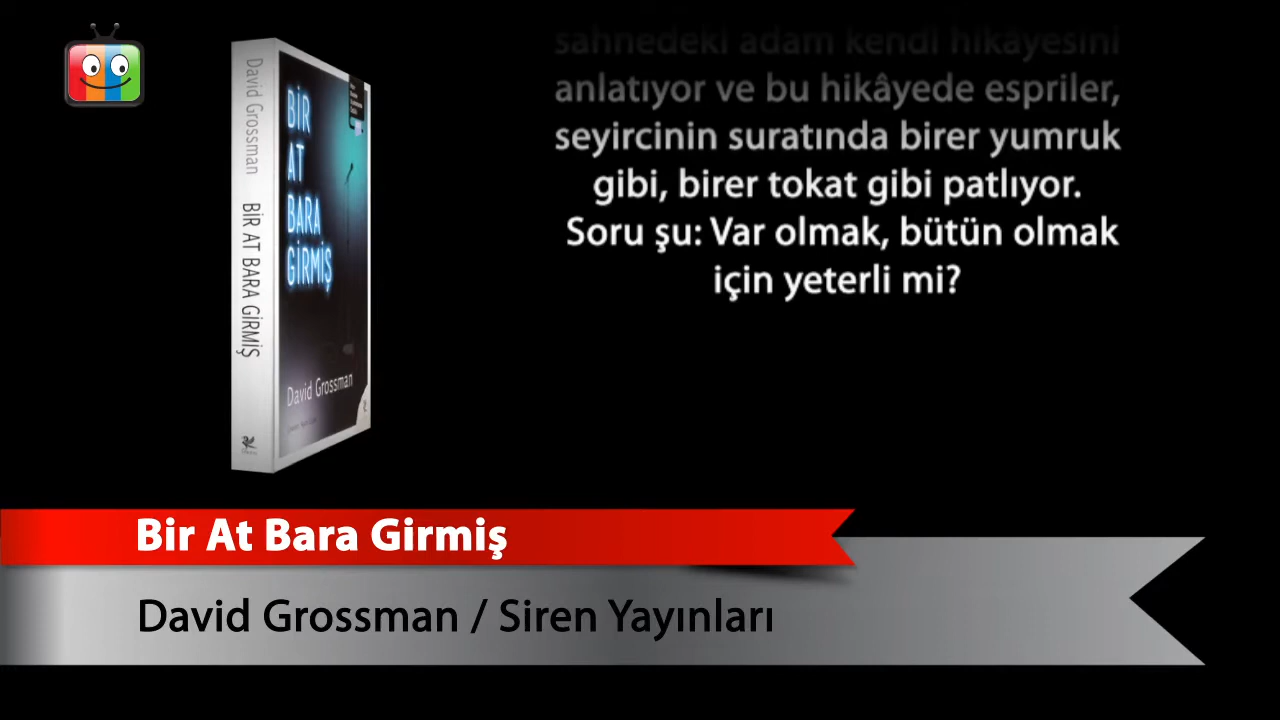 sahnedeki adam kendi hikâyesini
anlatıyor ve bu hikâyede espriler,
seyircinin suratında birer yumruk
gibi, birer tokat gibi patlıyor.
Soru şu: Var olmak, bütün olmak
için yeterli mi?
David Grossman
BİR AT BARA GİRMİŞ
BİR
AT
BARA
GİRMİŞ
David Grossman
Bir At Bara Girmiş
David Grossman / Siren Yayınları